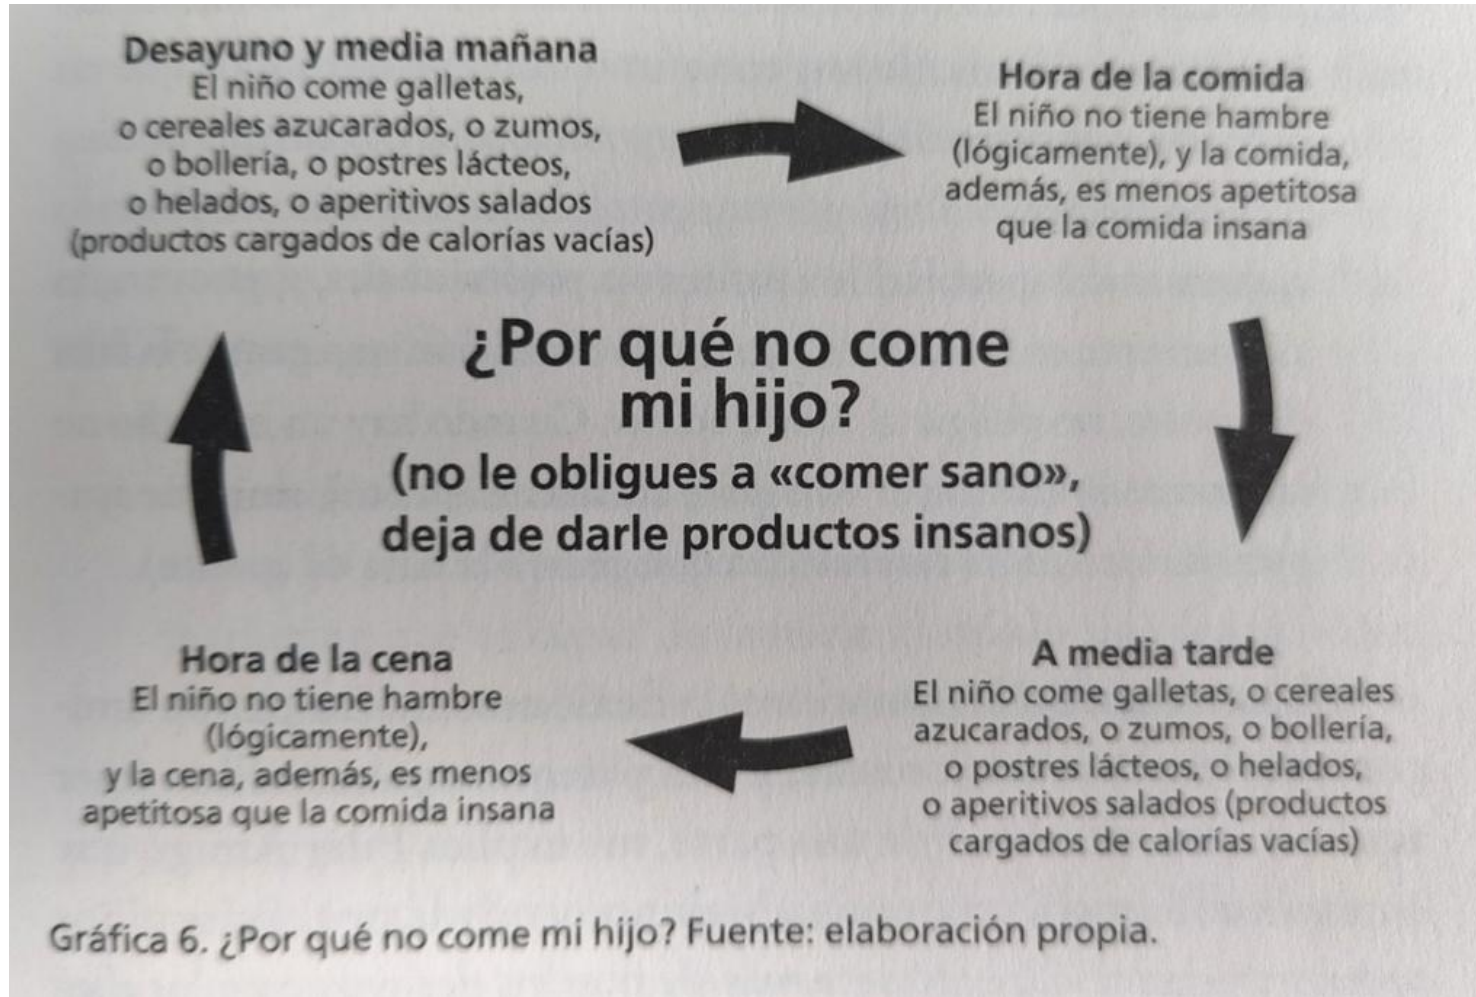 Desayuno y media mañana
El niño come galletas,
o cereales azucarados, o zumos,
o bollería, o postres lácteos,
o helados, o aperitivos salados
(productos cargados de calorías vacías)
Hora de la comida
El niño no tiene hambre
(lógicamente), y la comida,
además, es menos apetitosa
que la comida insana
¿Por qué no come
mi hijo?
(no le obligues a «comer sano»,
deja de darle productos insanos)
A media tarde
El niño come galletas, o cereales
azucarados, o zumos, o bollería,
o postres lácteos, o helados,
o aperitivos salados (productos
cargados de calorías vacías)
Hora de la cena
El niño no tiene hambre
(lógicamente),
y la cena, además, es menos
apetitosa que la comida insana
Gráfica 6. ¿Por qué no come mi hijo? Fuente: elaboración propia.